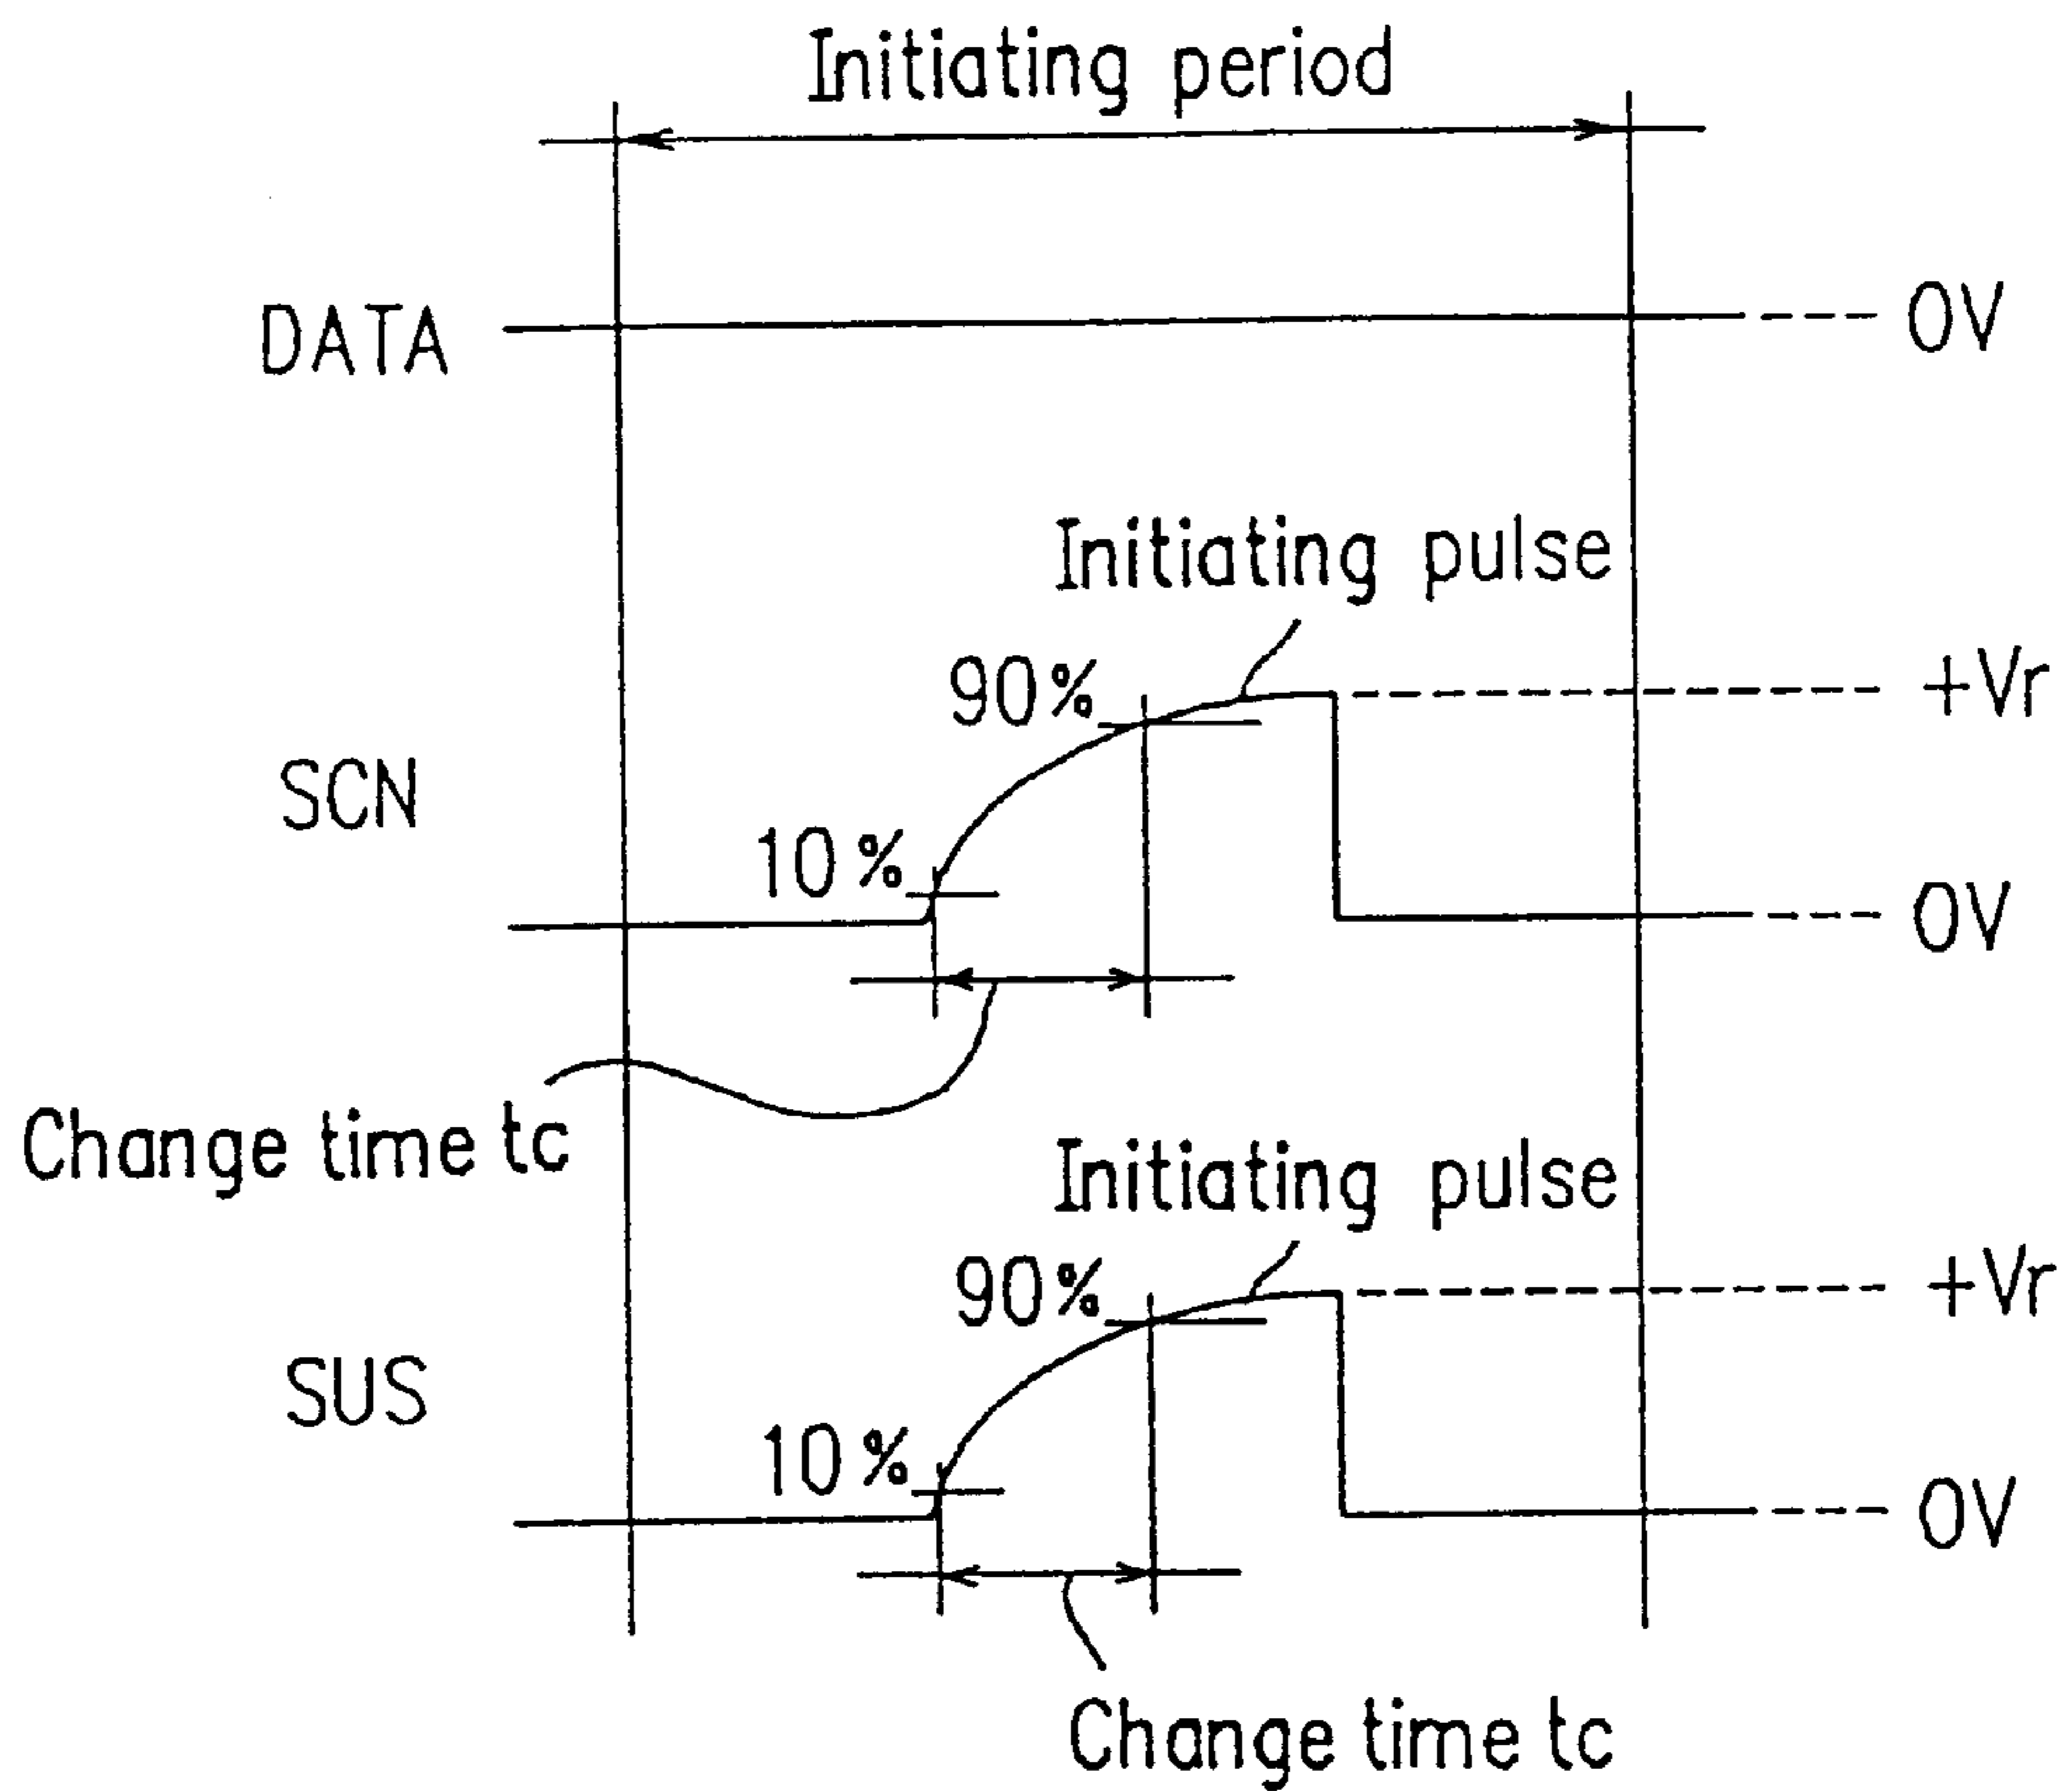 Initiating period
DATA
0V
Initiating pulse
90%
+Vr
SCN
10%
0V
Change time tc
Initiating pulse
90%
+Vr
SUS
10%
0V
Change time tc